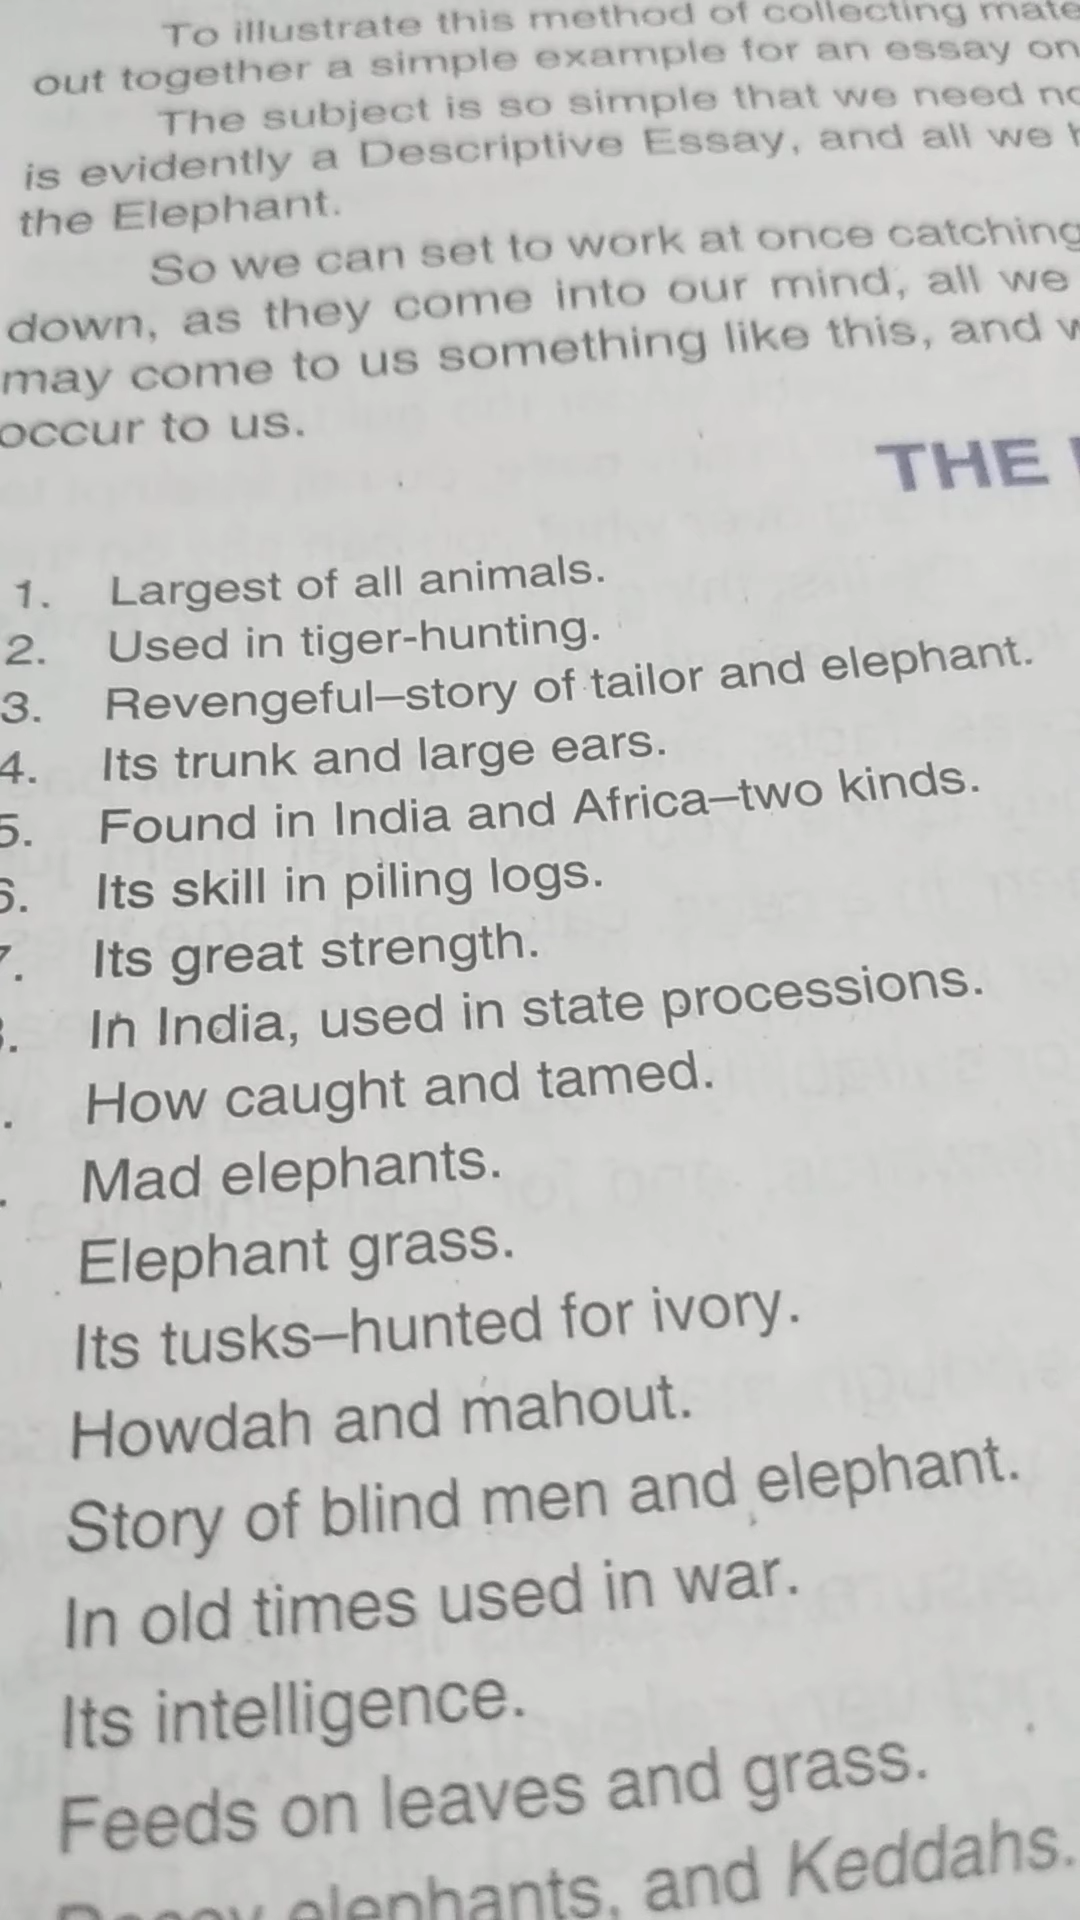 To illustrate this method of collecting
out together a simple example for an essay on
The subject is so simple that we need
is evidently a Descriptive Essay, and all we
the Elephant.
So we can set to work at once catching
down, as they come into our mind, all we
may come to us something like this, and
occur to us.
THE
1. Largest of all animals.
2. Used in tiger-hunting.
3. Revengeful–story of tailor and elephant.
4. Its trunk and large ears.
5. Found in India and Africa–two kinds.
6. Its skill in piling logs.
7. Its great strength.
8. In India, used in state processions.
How caught and tamed.
Mad elephants.
Elephant grass.
Its tusks–hunted for ivory.
Howdah and mahout.
Story of blind men and elephant.
In old times used in war.
Its intelligence.
Feeds on leaves and grass.
elephants, and Keddahs.